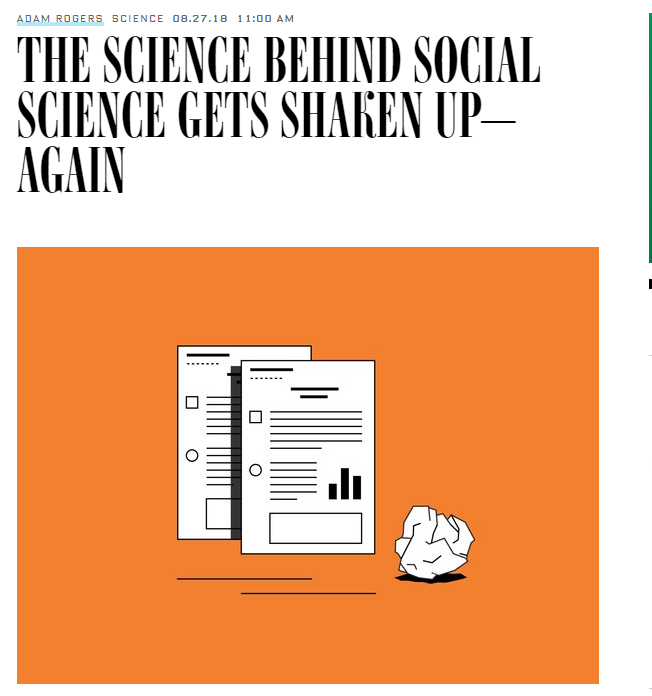 ADAM ROGERS SCIENCE 08.27.18 11:00 AM
THE SCIENCE BEHIND SOCIAL
SCIENCE GETS SHAKEN UP—
AGAIN